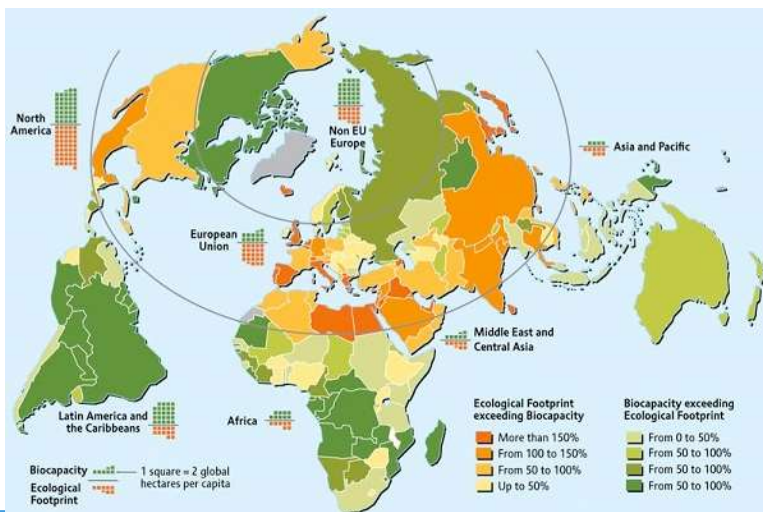 North
America
Non EU
Europe
Asia and Pacific
European
Union
Middle East and
Central Asia
Latin America and
the Caribbeans
Africa
Biocapacity
Ecological
Footprint
1 square = 2 global
hectares per capita
Ecological Footprint
exceeding Biocapacity
More than 150%
From 100 to 150%
From 50 to 100%
Up to 50%
Biocapacity exceeding
Ecological Footprint
From 0 to 50%
From 50 to 100%
From 50 to 100%
From 50 to 100%